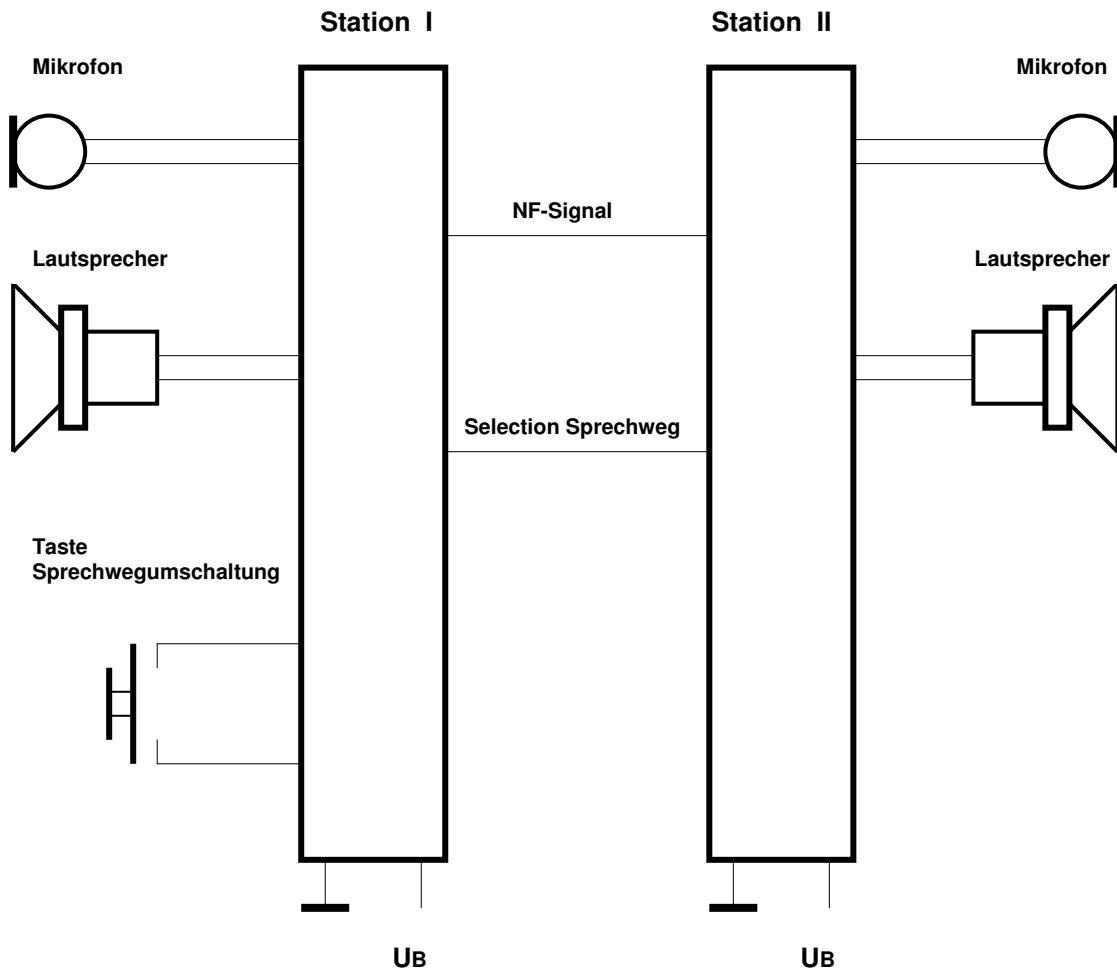 Station I
Station II
Mikrofon
Mikrofon
NF-Signal
Lautsprecher
Lautsprecher
Selection Sprechweg
Taste
Sprechwegumschaltung
UB
UB